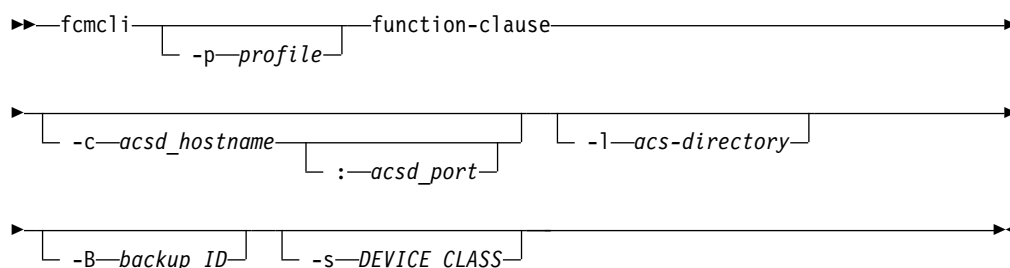 fcmcli function-clause
-p profile
-c acsd_hostname -l acs-directory
: acsd_port
-B backup ID -s DEVICE CLASS